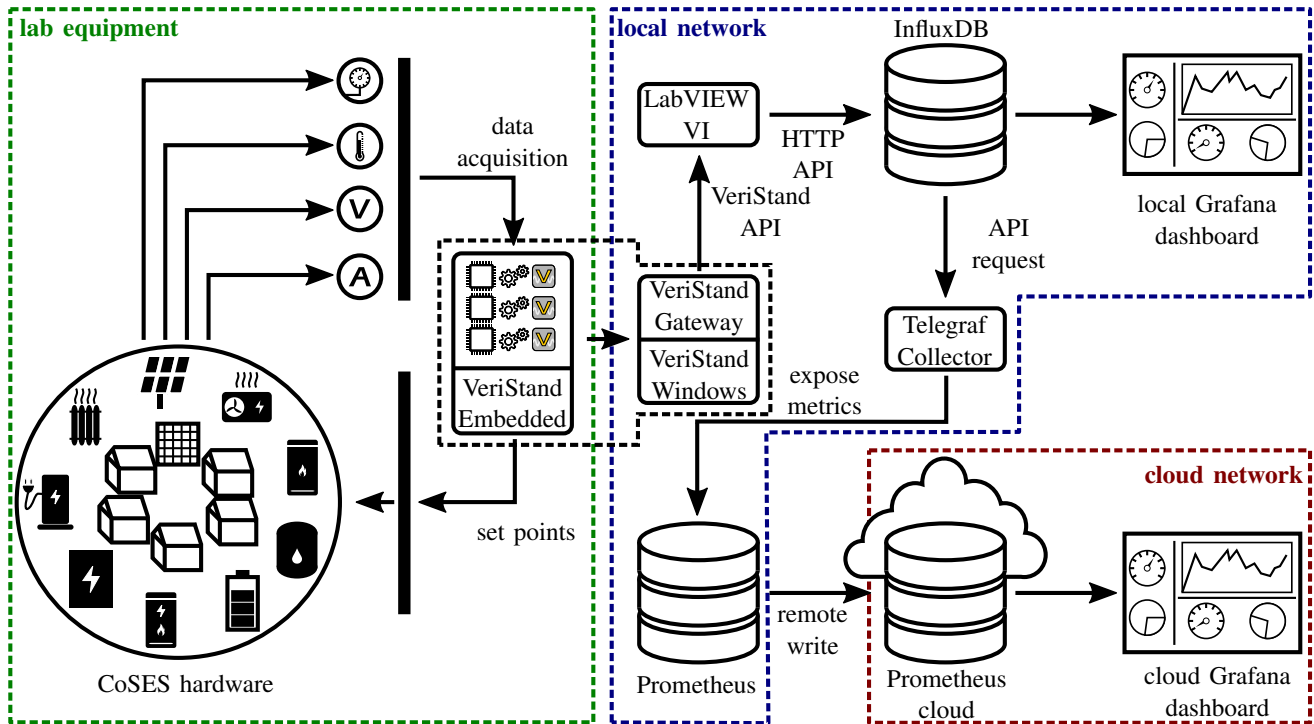 lab equipment
V
A
data
acquisition
V
V
V
VeriStand
Embedded
set points
CoSES hardware
local network
InfluxDB
LabVIEW
VI
HTTP
API
VeriStand
API
local Grafana
dashboard
API
request
VeriStand
Gateway
VeriStand
Windows
Telegraf
Collector
expose
metrics
Prometheus
remote
write
cloud network
Prometheus
cloud
cloud Grafana
dashboard